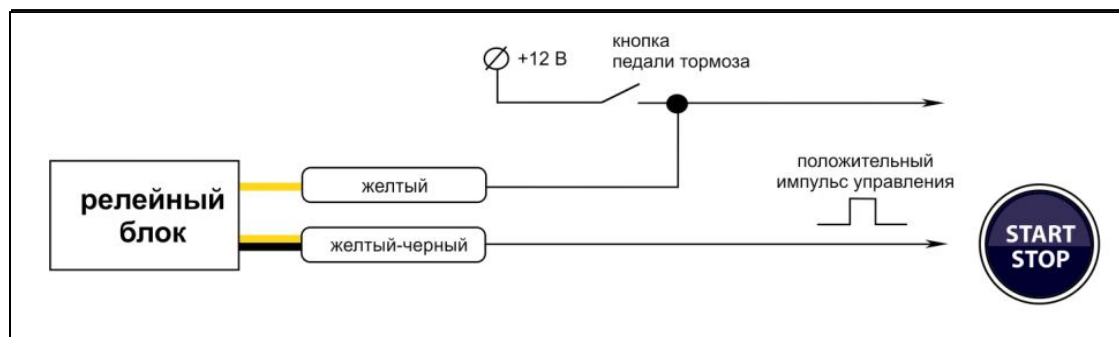 кнопка
педали тормоза
+12 В
желтый
положительный
импульс управления
релейный
блок
желтый-черный
START
STOP